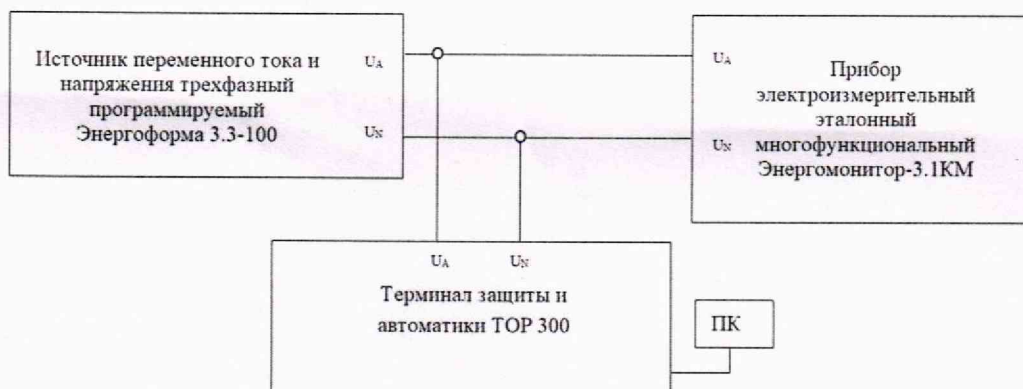 Источник переменного тока и
напряжения трехфазный
программируемый
Энергоформа 3.3-100
UA
UN
UA
UN
Прибор
электроизмерительный
эталонный
многофункциональный
Энергомонитор-3.1КМ
UA
UN
Терминал защиты и
автоматики ТОР 300
ПК